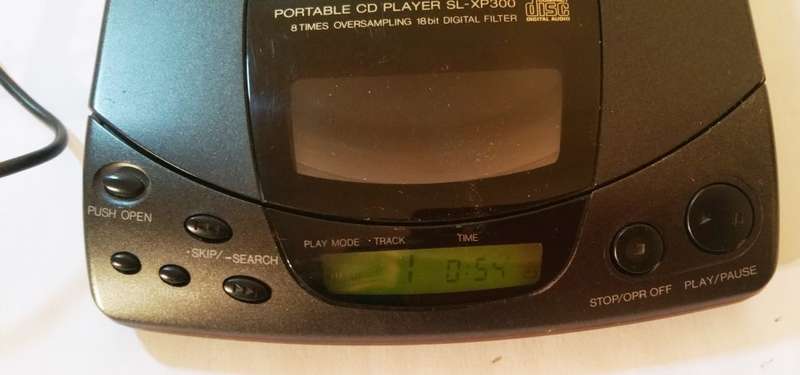 PORTABLE CD PLAYER SL-XP300
8 TIMES OVERSAMPLING 18bit DIGITAL FILTER
disc
DIGITAL AUDIO
PUSH OPEN
·SKIP/→SEARCH
PLAY MODE ·TRACK TIME
1 0:54
STOP/OPR OFF
PLAY/PAUSE